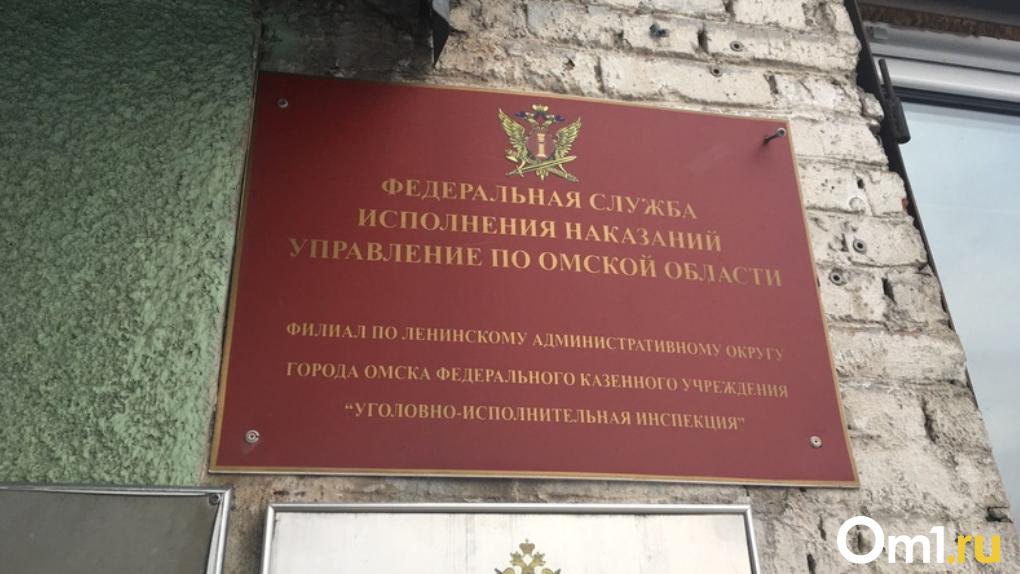 ФЕДЕРАЛЬНАЯ СЛУЖБА
ИСПОЛНЕНИЯ НАКАЗАНИЙ
УПРАВЛЕНИЕ ПО ОМСКОЙ ОБЛАСТИ
ФИЛИАЛ ПО ЛЕНИНСКОМУ АДМИНИСТРАТИВНОМУ ОКРУГУ
ГОРОДА ОМСКА ФЕДЕРАЛЬНОГО КАЗЕННОГО УЧРЕЖДЕНИЯ
“УГОЛОВНО-ИСПОЛНИТЕЛЬНАЯ ИНСПЕКЦИЯ”
Om1.ru